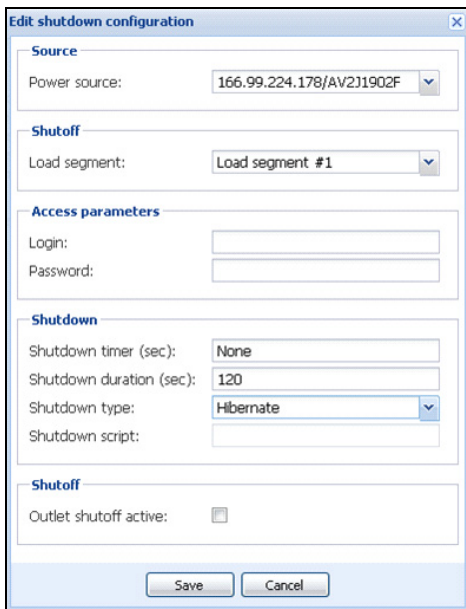 Edit shutdown configuration
Source
Power source: 166.99.224.178/AV2J1902F
Shutoff
Load segment: Load segment #1
Access parameters
Login:
Password:
Shutdown
Shutdown timer (sec): None
Shutdown duration (sec): 120
Shutdown type: Hibernate
Shutdown script:
Shutoff
Outlet shutoff active:
Save Cancel